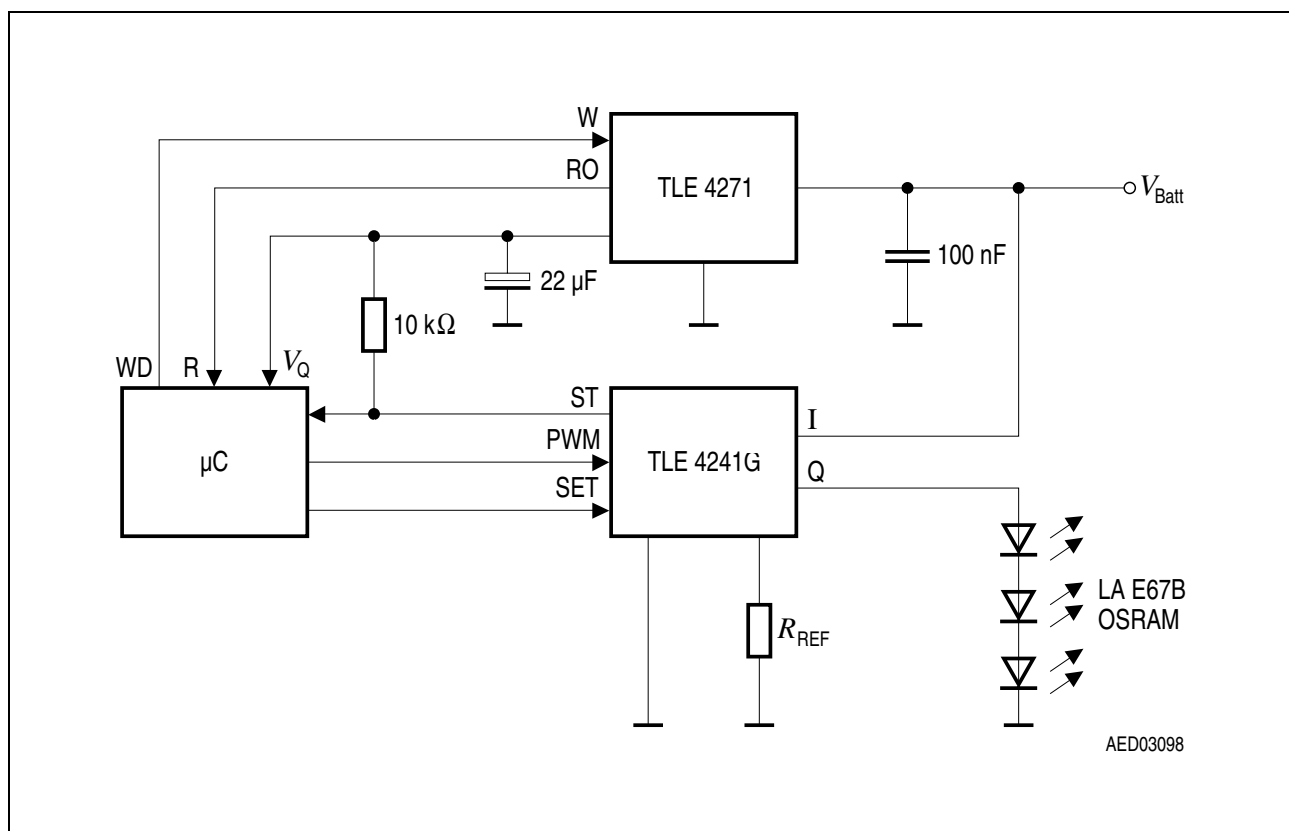 W
RO
TLE 4271
V_Batt
100 nF
22 µF
10 kΩ
WD
R
V_Q
ST
I
PWM
µC
TLE 4241G
Q
SET
LA E67B
OSRAM
R_REF
AED03098